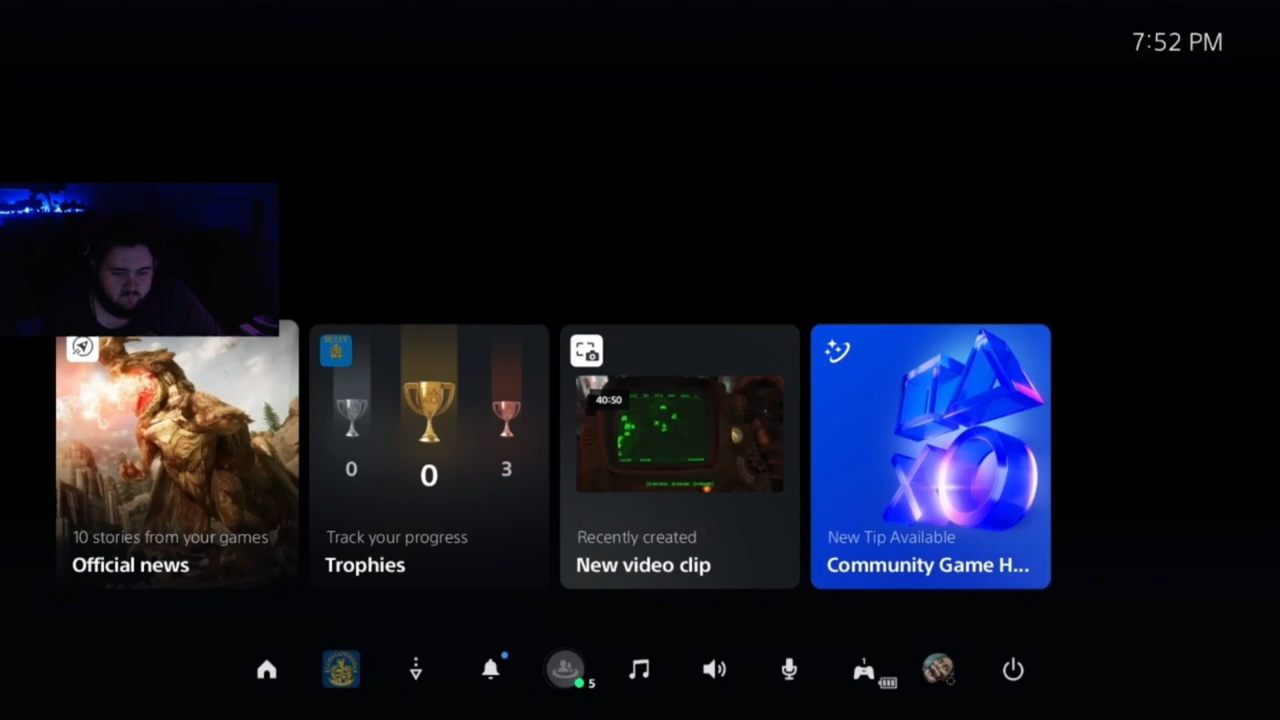 7:52 PM
10 stories from your games
Official news
0
0
3
Track your progress
Trophies
40:50
Recently created
New video clip
New Tip Available
Community Game H...
5
1